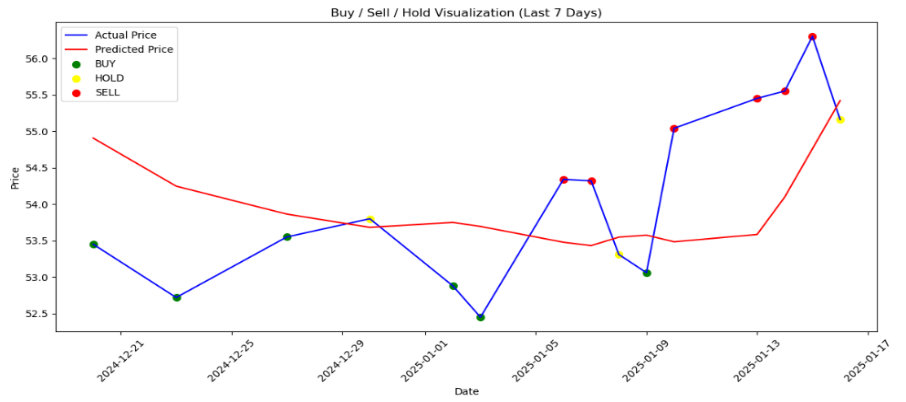 Buy / Sell / Hold Visualization (Last 7 Days)
Actual Price
Predicted Price
BUY
HOLD
SELL
56.0
55.5
55.0
54.5
54.0
53.5
53.0
52.5
Price
2024-12-21
2024-12-25
2024-12-29
2025-01-01
2025-01-05
2025-01-09
2025-01-13
2025-01-17
Date